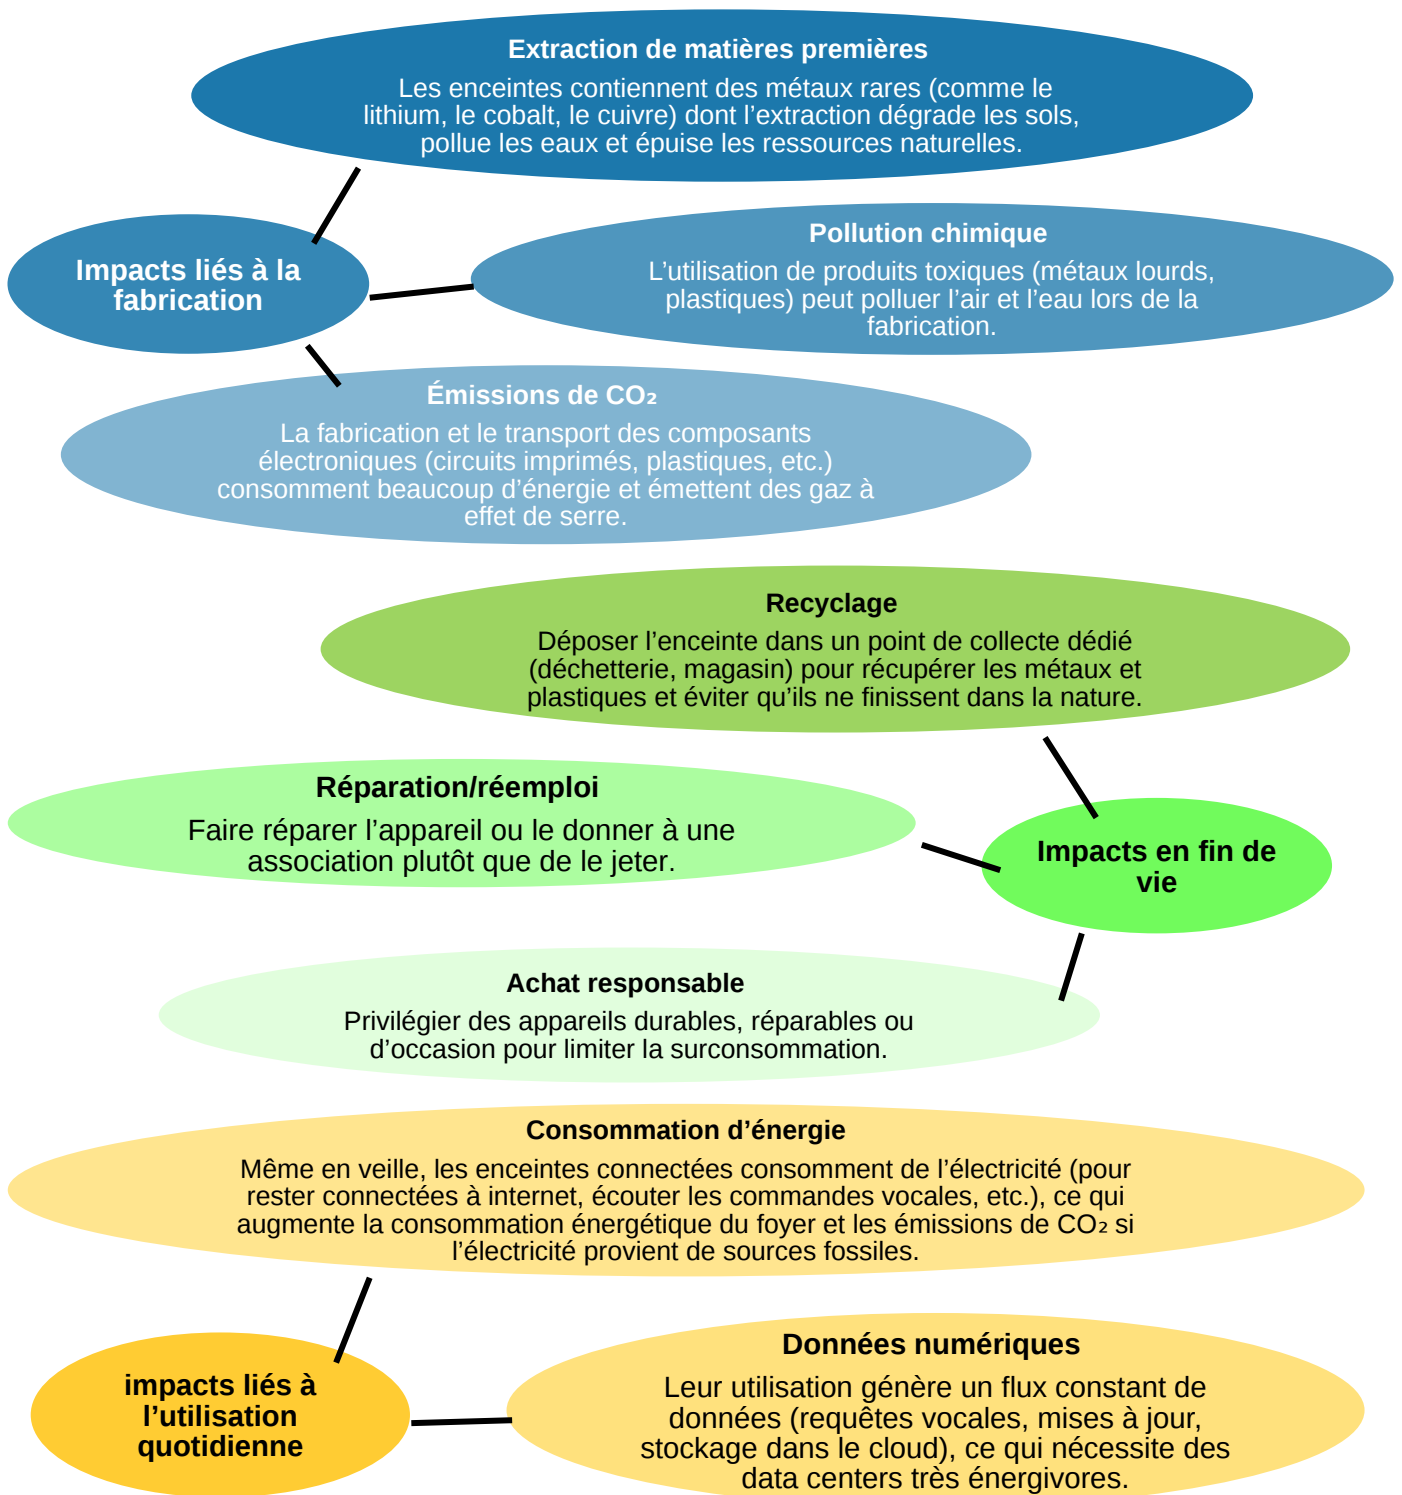 Extraction de matières premières
Les enceintes contiennent des métaux rares (comme le
lithium, le cobalt, le cuivre) dont l’extraction dégrade les sols,
pollue les eaux et épuise les ressources naturelles.
Impacts liés à la
fabrication
Pollution chimique
L’utilisation de produits toxiques (métaux lourds,
plastiques) peut polluer l’air et l’eau lors de la
fabrication.
Émissions de CO₂
La fabrication et le transport des composants
électroniques (circuits imprimés, plastiques, etc.)
consomment beaucoup d’énergie et émettent des gaz à
effet de serre.
Recyclage
Déposer l’enceinte dans un point de collecte dédié
(déchetterie, magasin) pour récupérer les métaux et
plastiques et éviter qu’ils ne finissent dans la nature.
Réparation/réemploi
Faire réparer l’appareil ou le donner à une
association plutôt que de le jeter.
Impacts en fin de
vie
Achat responsable
Privilégier des appareils durables, réparables ou
d’occasion pour limiter la surconsommation.
Consommation d’énergie
Même en veille, les enceintes connectées consomment de l’électricité (pour
rester connectées à internet, écouter les commandes vocales, etc.), ce qui
augmente la consommation énergétique du foyer et les émissions de CO₂ si
l’électricité provient de sources fossiles.
impacts liés à
l’utilisation
quotidienne
Données numériques
Leur utilisation génère un flux constant de
données (requêtes vocales, mises à jour,
stockage dans le cloud), ce qui nécessite des
data centers très énergivores.